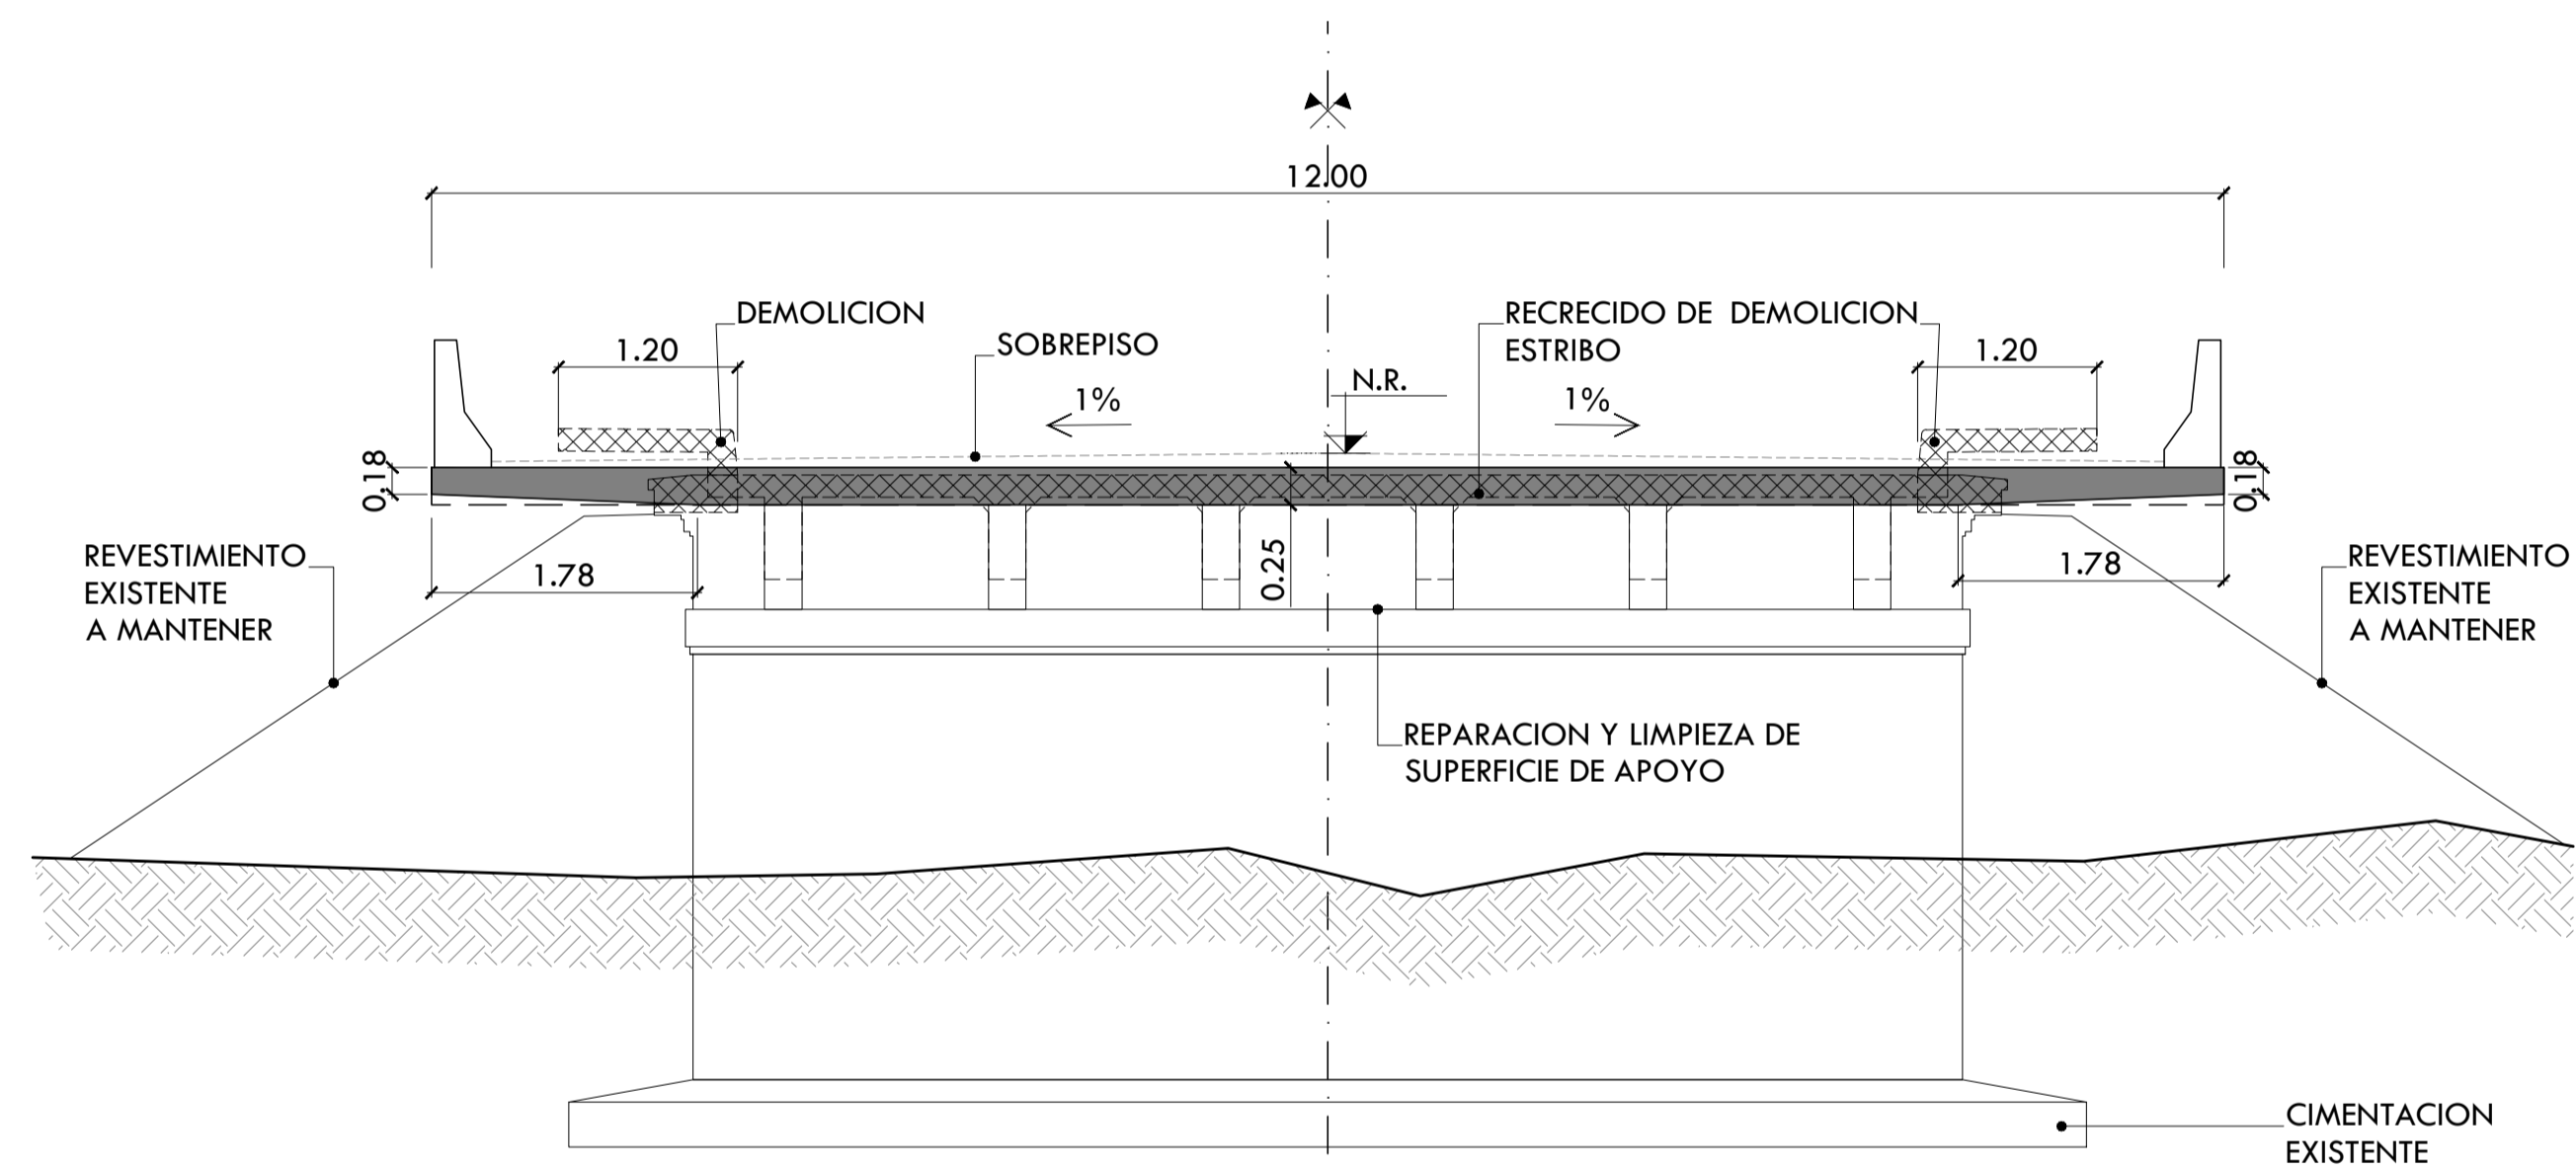 12.00
DEMOLICION
RECRECIDO DE DEMOLICION
ESTRIBO
SOBREPISO
1.20
1.20
N.R.
1%
1%
0.18
0.18
REVESTIMIENTO
EXISTENTE
A MANTENER
1.78
0.25
1.78
REVESTIMIENTO
EXISTENTE
A MANTENER
REPARACION Y LIMPIEZA DE
SUPERFICIE DE APOYO
CIMENTACION
EXISTENTE